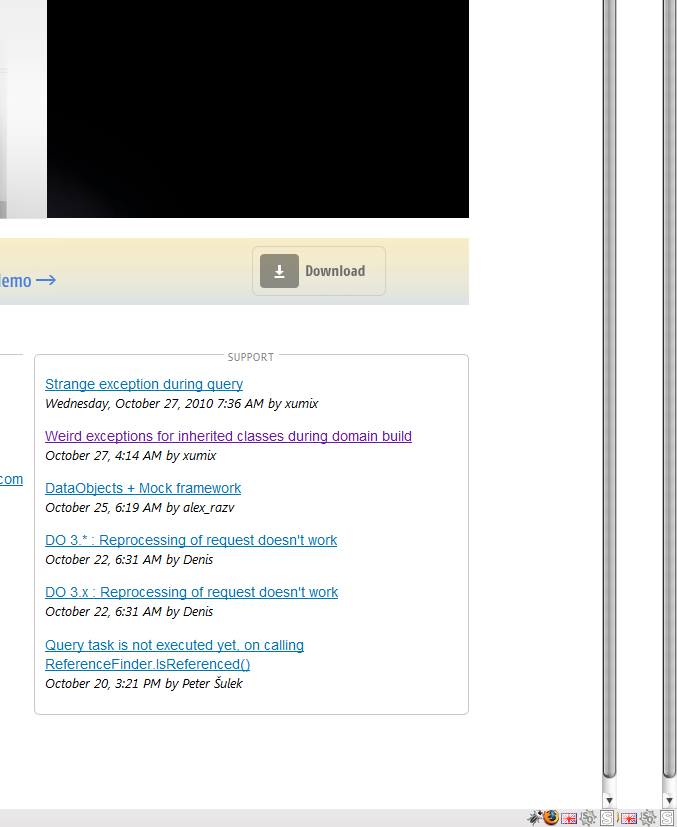 demo →
Download
SUPPORT
Strange exception during query
Wednesday, October 27, 2010 7:36 AM by xumix
Weird exceptions for inherited classes during domain build
October 27, 4:14 AM by xumix
com
DataObjects + Mock framework
October 25, 6:19 AM by alex_razv
DO 3.* : Reprocessing of request doesn't work
October 22, 6:31 AM by Denis
DO 3.x : Reprocessing of request doesn't work
October 22, 6:31 AM by Denis
Query task is not executed yet, on calling
ReferenceFinder.IsReferenced()
October 20, 3:21 PM by Peter Šulek
S
S